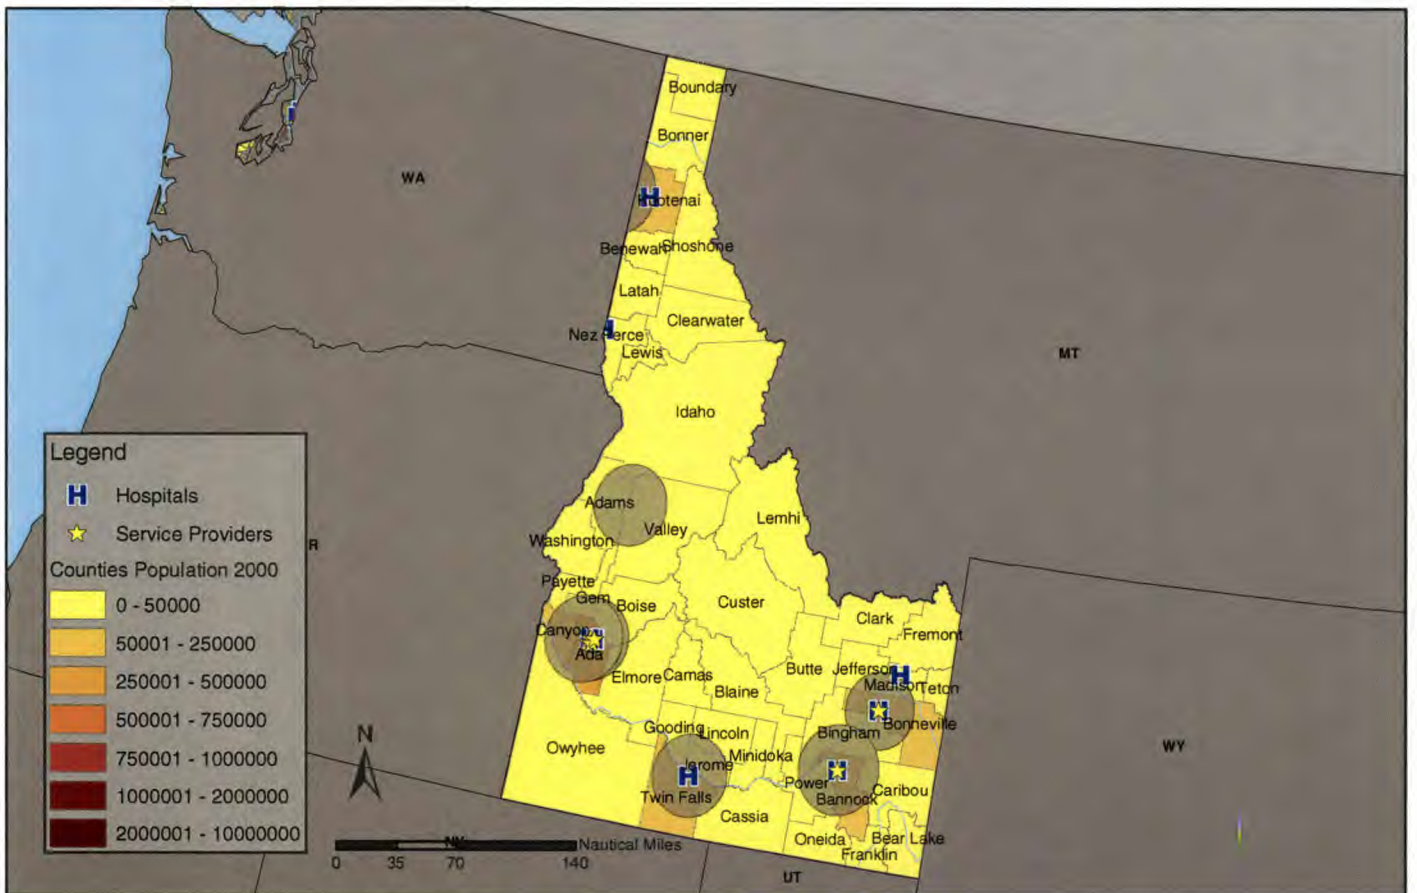 Boundary
Bonner
WA
Kootenai
Benewah
Shoshone
Latah
Clearwater
Nez Perce
Lewis
MT
Idaho
Legend
H Hospitals
Service Providers
Counties Population 2000
0 - 50000
50001 - 250000
250001 - 500000
500001 - 750000
750001 - 1000000
1000001 - 2000000
2000001 - 10000000
R
Adams
Valley
Lemhi
Washington
Payette
Gem
Boise
Custer
Clark
Canyon
Fremont
Ada
Elmore
Camas
Butte
Jefferson
Madison
Teton
Blaine
Bonneville
Gooding
Lincoln
Bingham
Owyhee
Jerome
Minidoka
WY
Power
Caribou
Twin Falls
Bannock
Cassia
Oneida
Bear Lake
Franklin
N
NV
Nautical Miles
0 35 70 140
UT